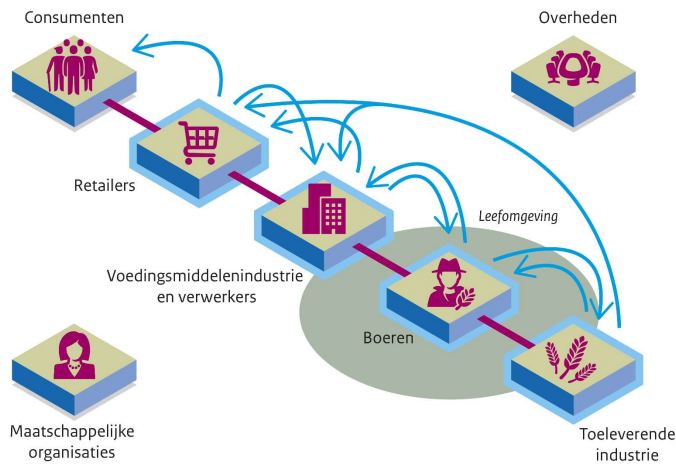 Consumenten
Overheden
Retailers
Leefomgeving
Voedingsmiddelenindustrie
en verwerkers
Boeren
Maatschappelijke
organisaties
Toeleverende
industrie